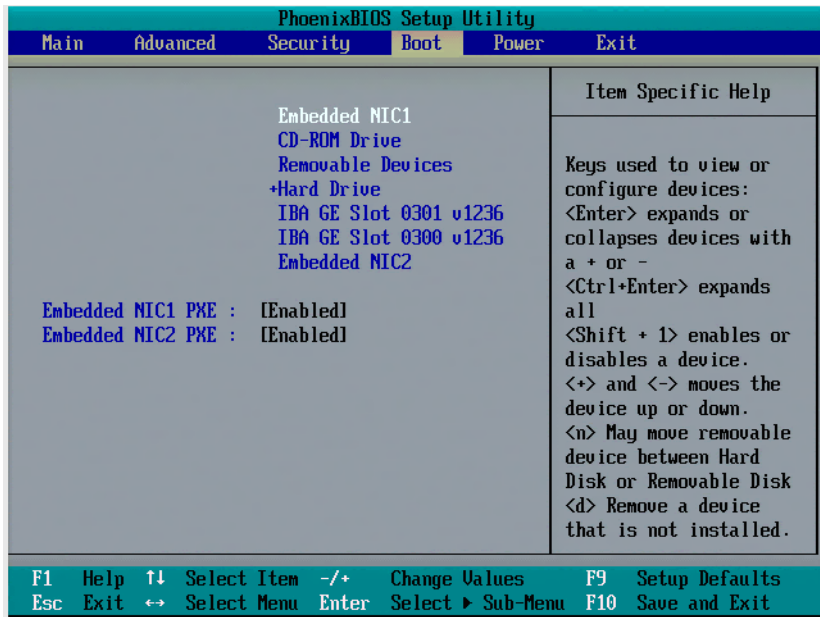 PhoenixBIOS Setup Utility
Main Advanced Security Boot Power Exit
Embedded NIC1
CD-ROM Drive
Removable Devices
+Hard Drive
IBA GE Slot 0301 v1236
IBA GE Slot 0300 v1236
Embedded NIC2
Embedded NIC1 PXE : [Enabled]
Embedded NIC2 PXE : [Enabled]
Item Specific Help
Keys used to view or
configure devices:
<Enter> expands or
collapses devices with
a + or -
<Ctrl+Enter> expands
all
<Shift + 1> enables or
disables a device.
<+> and <-> moves the
device up or down.
<n> May move removable
device between Hard
Disk or Removable Disk
<d> Remove a device
that is not installed.
F1 Help ↑↓ Select Item -/+ Change Values F9 Setup Defaults
Esc Exit ↔ Select Menu Enter Select ▶ Sub-Menu F10 Save and Exit